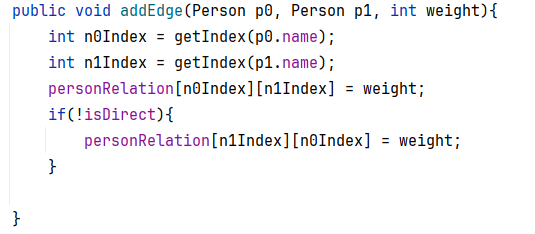 public void addEdge(Person p0, Person p1, int weight){
    int n0Index = getIndex(p0.name);
    int n1Index = getIndex(p1.name);
    personRelation[n0Index][n1Index] = weight;
    if(!isDirect){
        personRelation[n1Index][n0Index] = weight;
    }
}